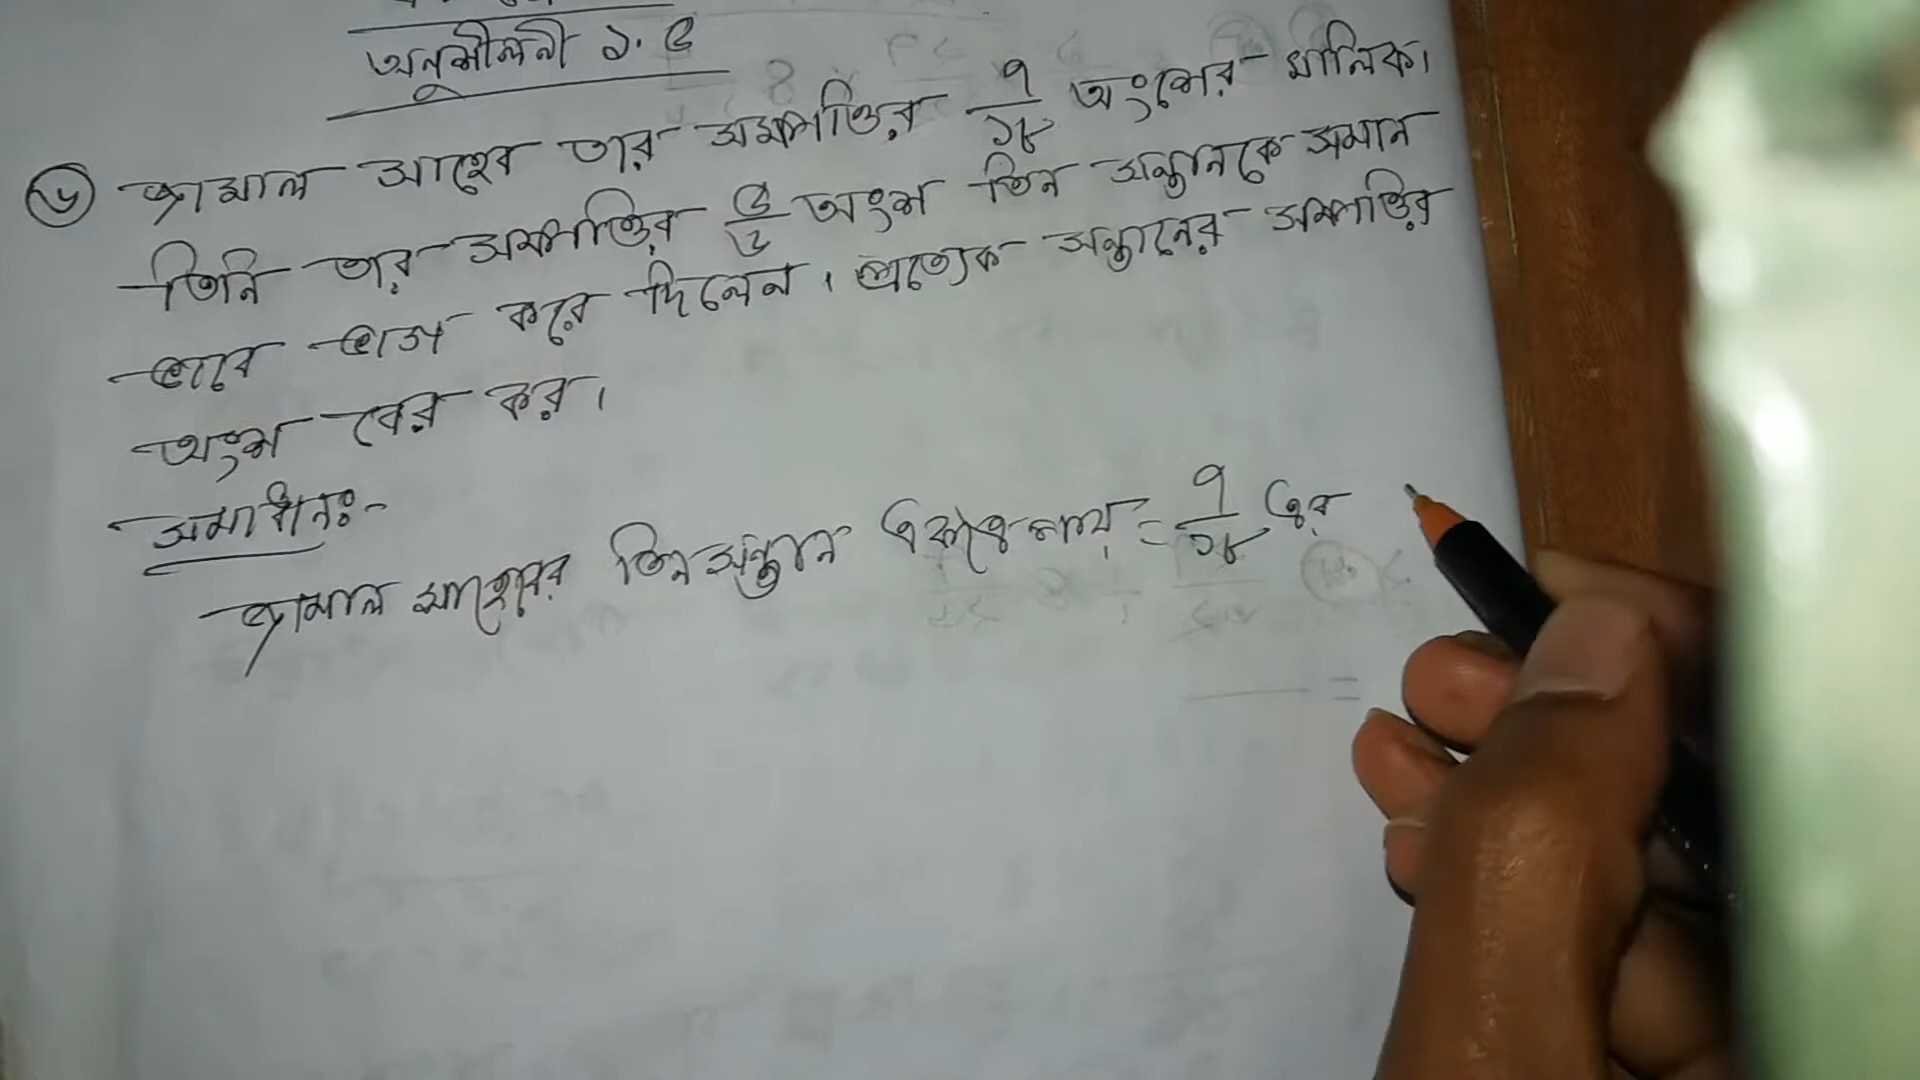 অনুশীলনী ১.৫
৬ জামাল সাহেব তার সম্পত্তির ৭/১৮ অংশের মালিক।
তিনি তার সম্পত্তির ৫/৬ অংশ তিন সন্তানকে সমান
ভাবে ভাগ করে দিলেন। প্রত্যেক সন্তানের সম্পত্তির
অংশ বের কর।
সমাধানঃ-
জামাল সাহেবের তিন সন্তান একত্রে পায় = ৭/১৮ এর